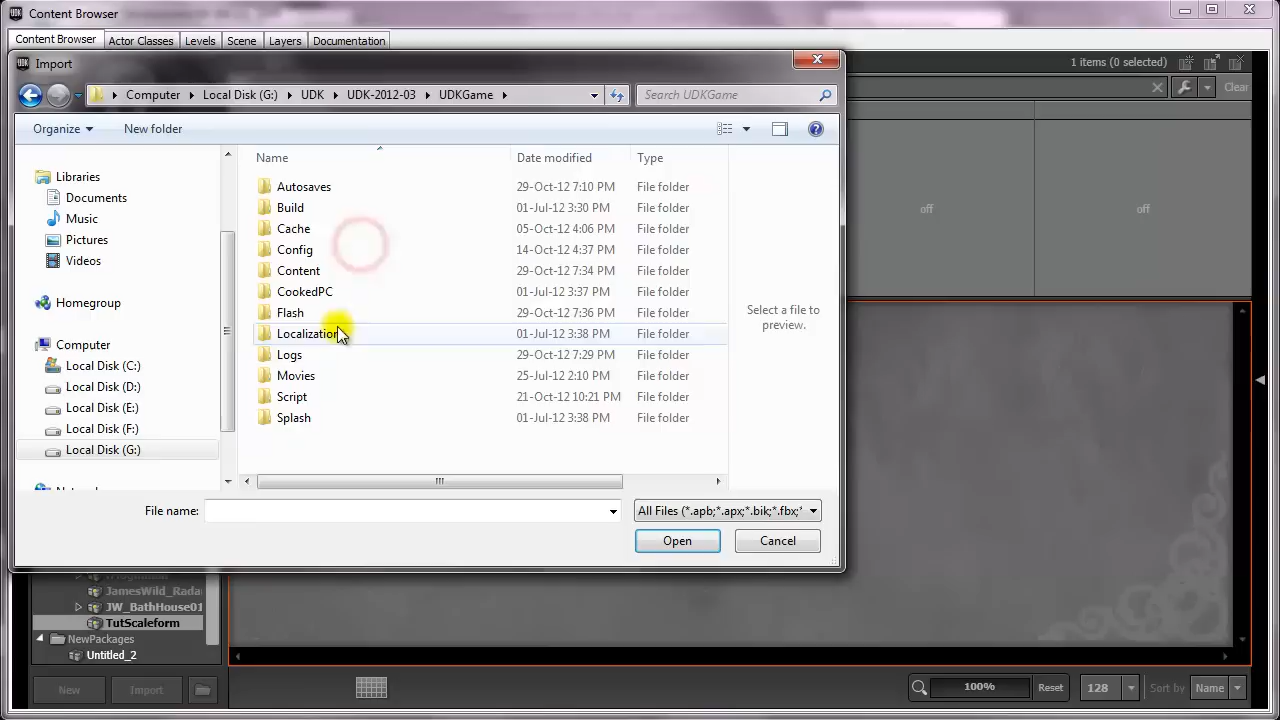 Content Browser
Content Browser Actor Classes Levels Scene Layers Documentation
Import
1 items (0 selected)
Computer Local Disk (G:) UDK UDK-2012-03 UDKGame Search UDKGame Clear
Organize New folder
Name Date modified Type
Libraries
Documents
Music
Pictures
Videos
Homegroup
Computer
Local Disk (C:)
Local Disk (D:)
Local Disk (E:)
Local Disk (F:)
Local Disk (G:)
Autosaves 29-Oct-12 7:10 PM File folder
Build 01-Jul-12 3:30 PM File folder
Cache 05-Oct-12 4:06 PM File folder
Config 14-Oct-12 4:37 PM File folder
Content 29-Oct-12 7:34 PM File folder
CookedPC 01-Jul-12 3:37 PM File folder
Flash 29-Oct-12 7:36 PM File folder
Localization 01-Jul-12 3:38 PM File folder
Logs 29-Oct-12 7:29 PM File folder
Movies 25-Jul-12 2:10 PM File folder
Script 21-Oct-12 10:21 PM File folder
Splash 01-Jul-12 3:38 PM File folder
Select a file to
preview.
off off
File name: All Files (*.apb;*.apx;*.bik;*.fbx;*
Open Cancel
JamesWild_Rada
JW_BathHouse01
TutScaleform
NewPackages
Untitled_2
New Import 100% Reset 128 Sort by Name